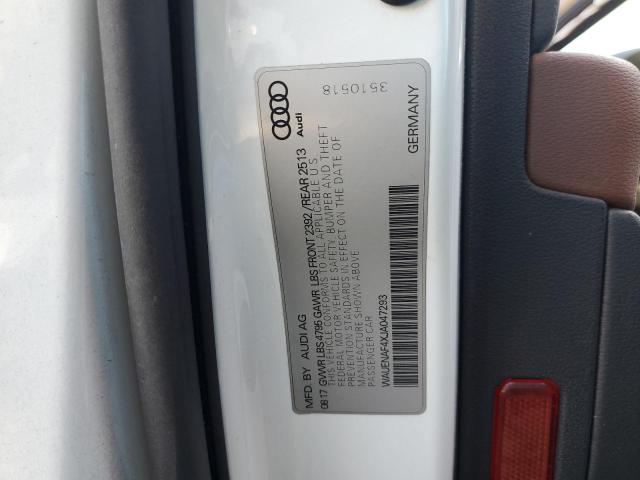 Audi
3510518
MFD. BY AUDI AG
08 17 GVWR LBS 4795 GAWR LBS FRONT 2392 / REAR 2513
THIS VEHICLE CONFORMS TO ALL APPLICABLE U.S.
FEDERAL MOTOR VEHICLE SAFETY, BUMPER AND THEFT
PREVENTION STANDARDS IN EFFECT ON THE DATE OF
MANUFACTURE SHOWN ABOVE
PASSENGER CAR
WAUENAF4XJA047293
GERMANY